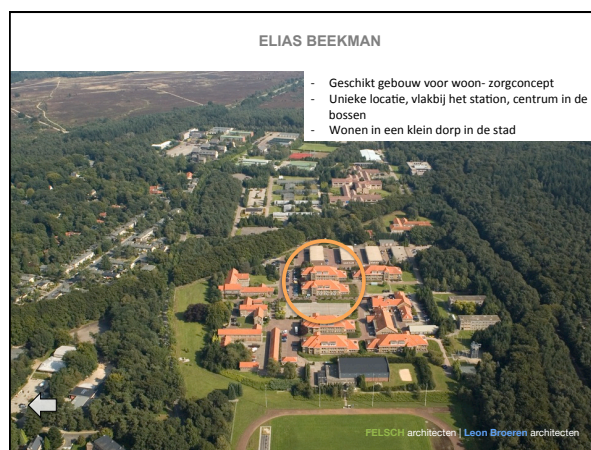 ELIAS BEEKMAN
- Geschikt gebouw voor woon- zorgconcept
- Unieke locatie, vlakbij het station, centrum in de
bossen
- Wonen in een klein dorp in de stad
FELSCH architecten | Leon Broeren architecten